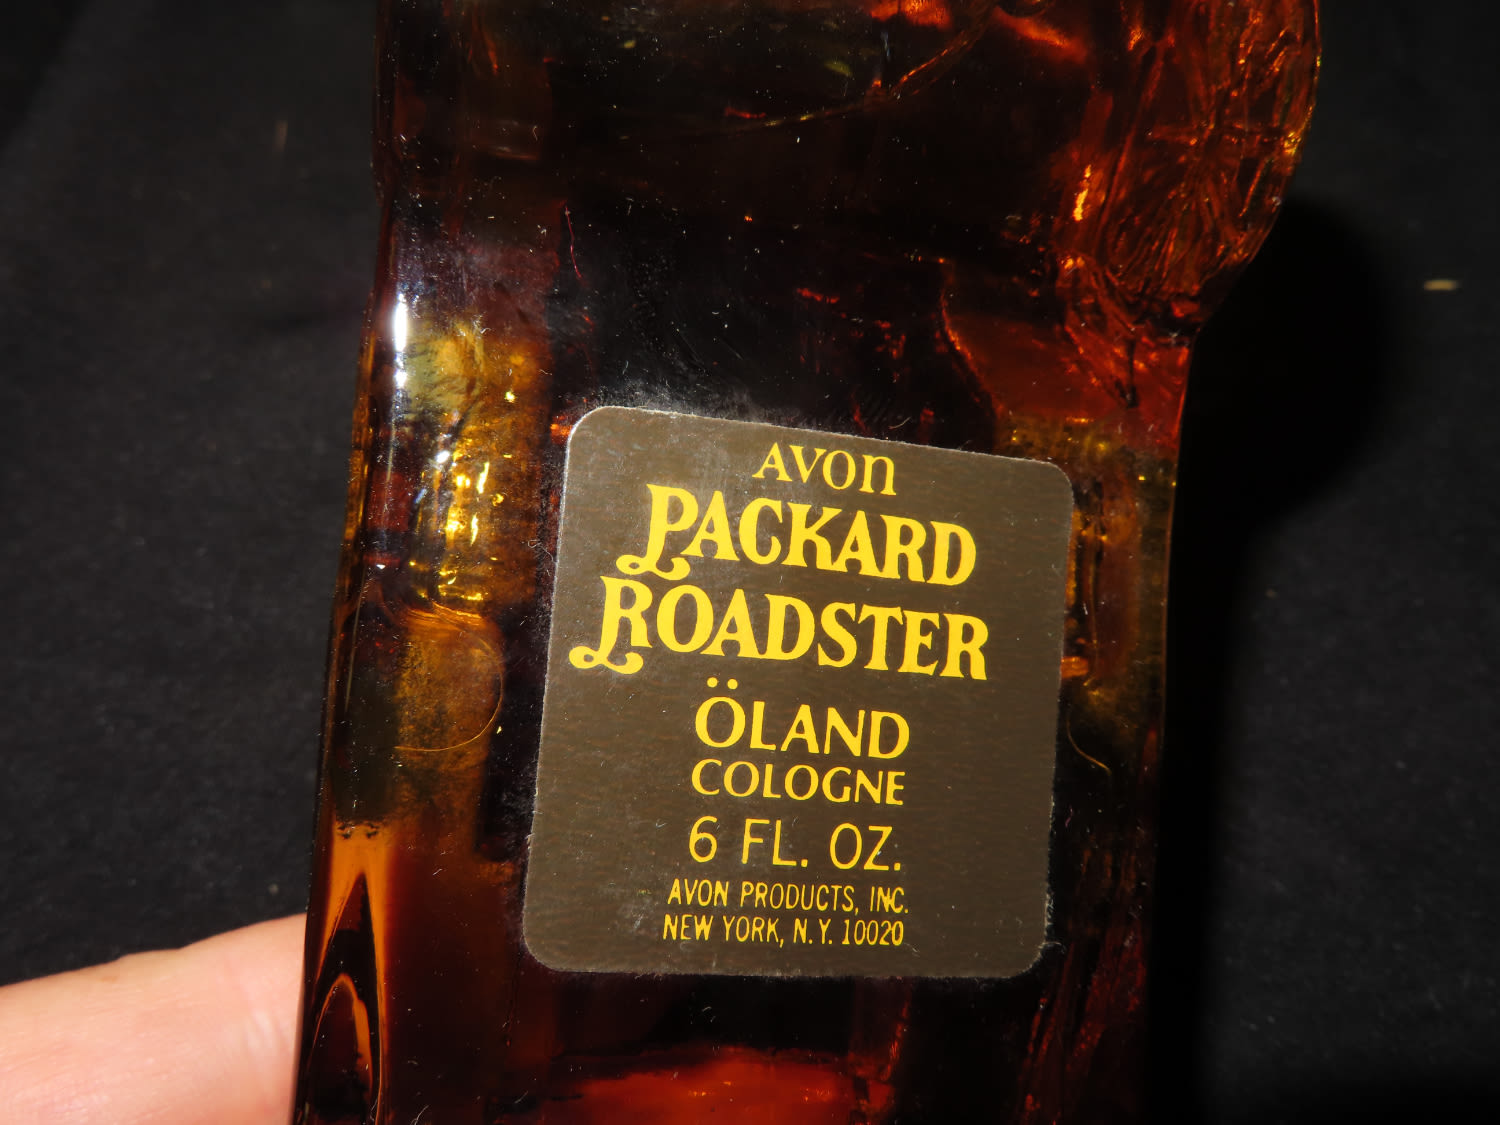 AVON
PACKARD
ROADSTER
ÖLAND
COLOGNE
6 FL. OZ.
AVON PRODUCTS, INC.
NEW YORK, N.Y. 10020